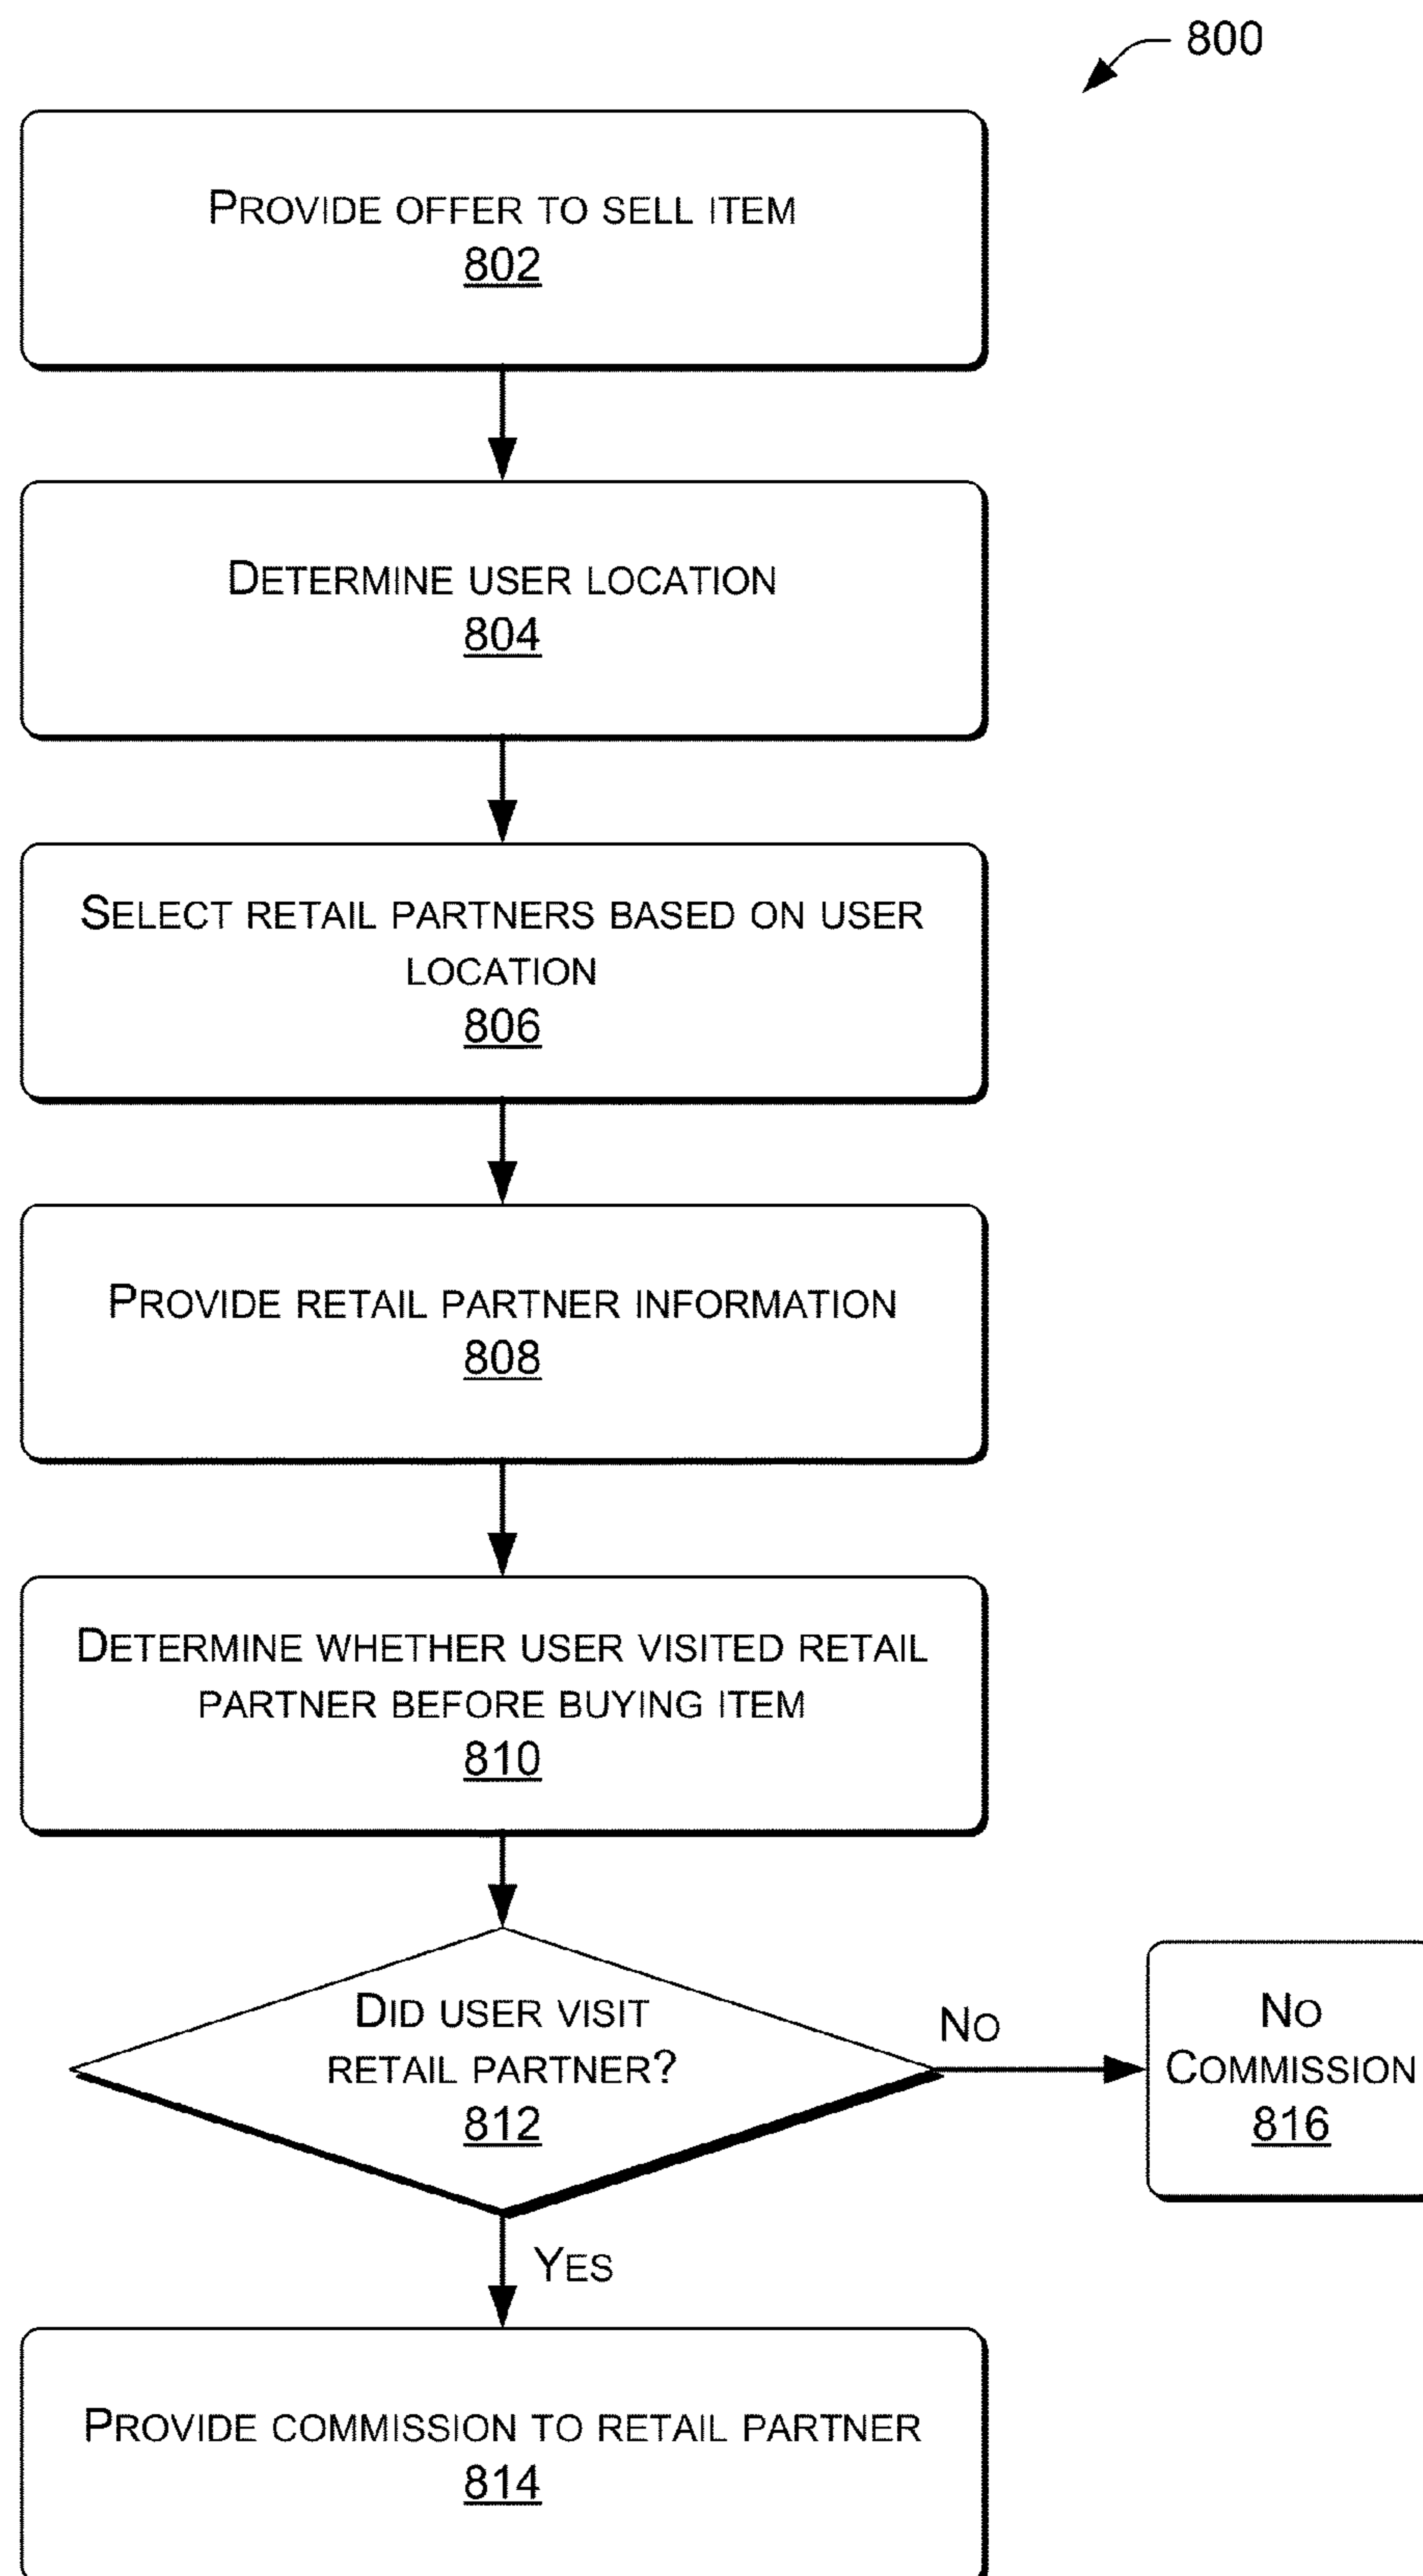 800
PROVIDE OFFER TO SELL ITEM
802
DETERMINE USER LOCATION
804
SELECT RETAIL PARTNERS BASED ON USER
LOCATION
806
PROVIDE RETAIL PARTNER INFORMATION
808
DETERMINE WHETHER USER VISITED RETAIL
PARTNER BEFORE BUYING ITEM
810
DID USER VISIT
RETAIL PARTNER?
812
NO
NO
COMMISSION
816
YES
PROVIDE COMMISSION TO RETAIL PARTNER
814